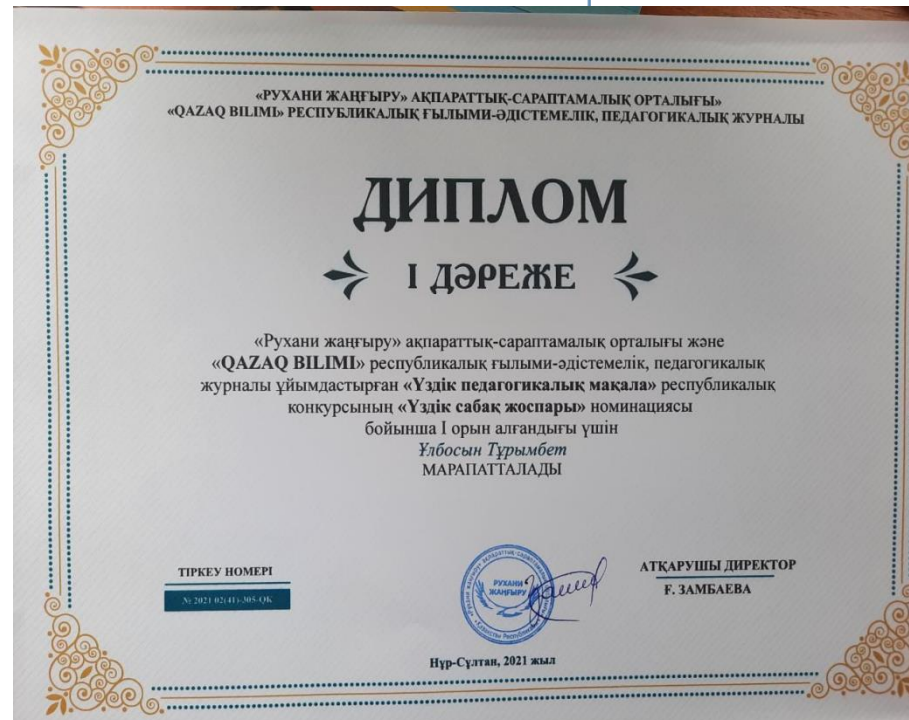 «РУХАНИ ЖАҢҒЫРУ» АҚПАРАТТЫҚ-САРАПТАМАЛЫҚ ОРТАЛЫҒЫ»
«QAZAQ BILIMI» РЕСПУБЛИКАЛЫҚ ҒЫЛЫМИ-ӘДІСТЕМЕЛІК, ПЕДАГОГИКАЛЫҚ ЖУРНАЛЫ
ДИПЛОМ
І ДӘРЕЖЕ
«Рухани жаңғыру» ақпараттық-сараптамалық орталығы және
«QAZAQ BILIMI» республикалық ғылыми-әдістемелік, педагогикалық
журналы ұйымдастырған «Үздік педагогикалық мақала» республикалық
конкурсының «Үздік сабақ жоспары» номинациясы
бойынша І орын алғандығы үшін
Ұлбосын Тұрымбет
МАРАПАТТАЛАДЫ
ТІРКЕУ НОМЕРІ
№ 2021 02(41)-305-QK
РУХАНИ
ЖАҢҒЫРУ
АТҚАРУШЫ ДИРЕКТОР
Ғ. ЗАМБАЕВА
Нұр-Сұлтан, 2021 жыл